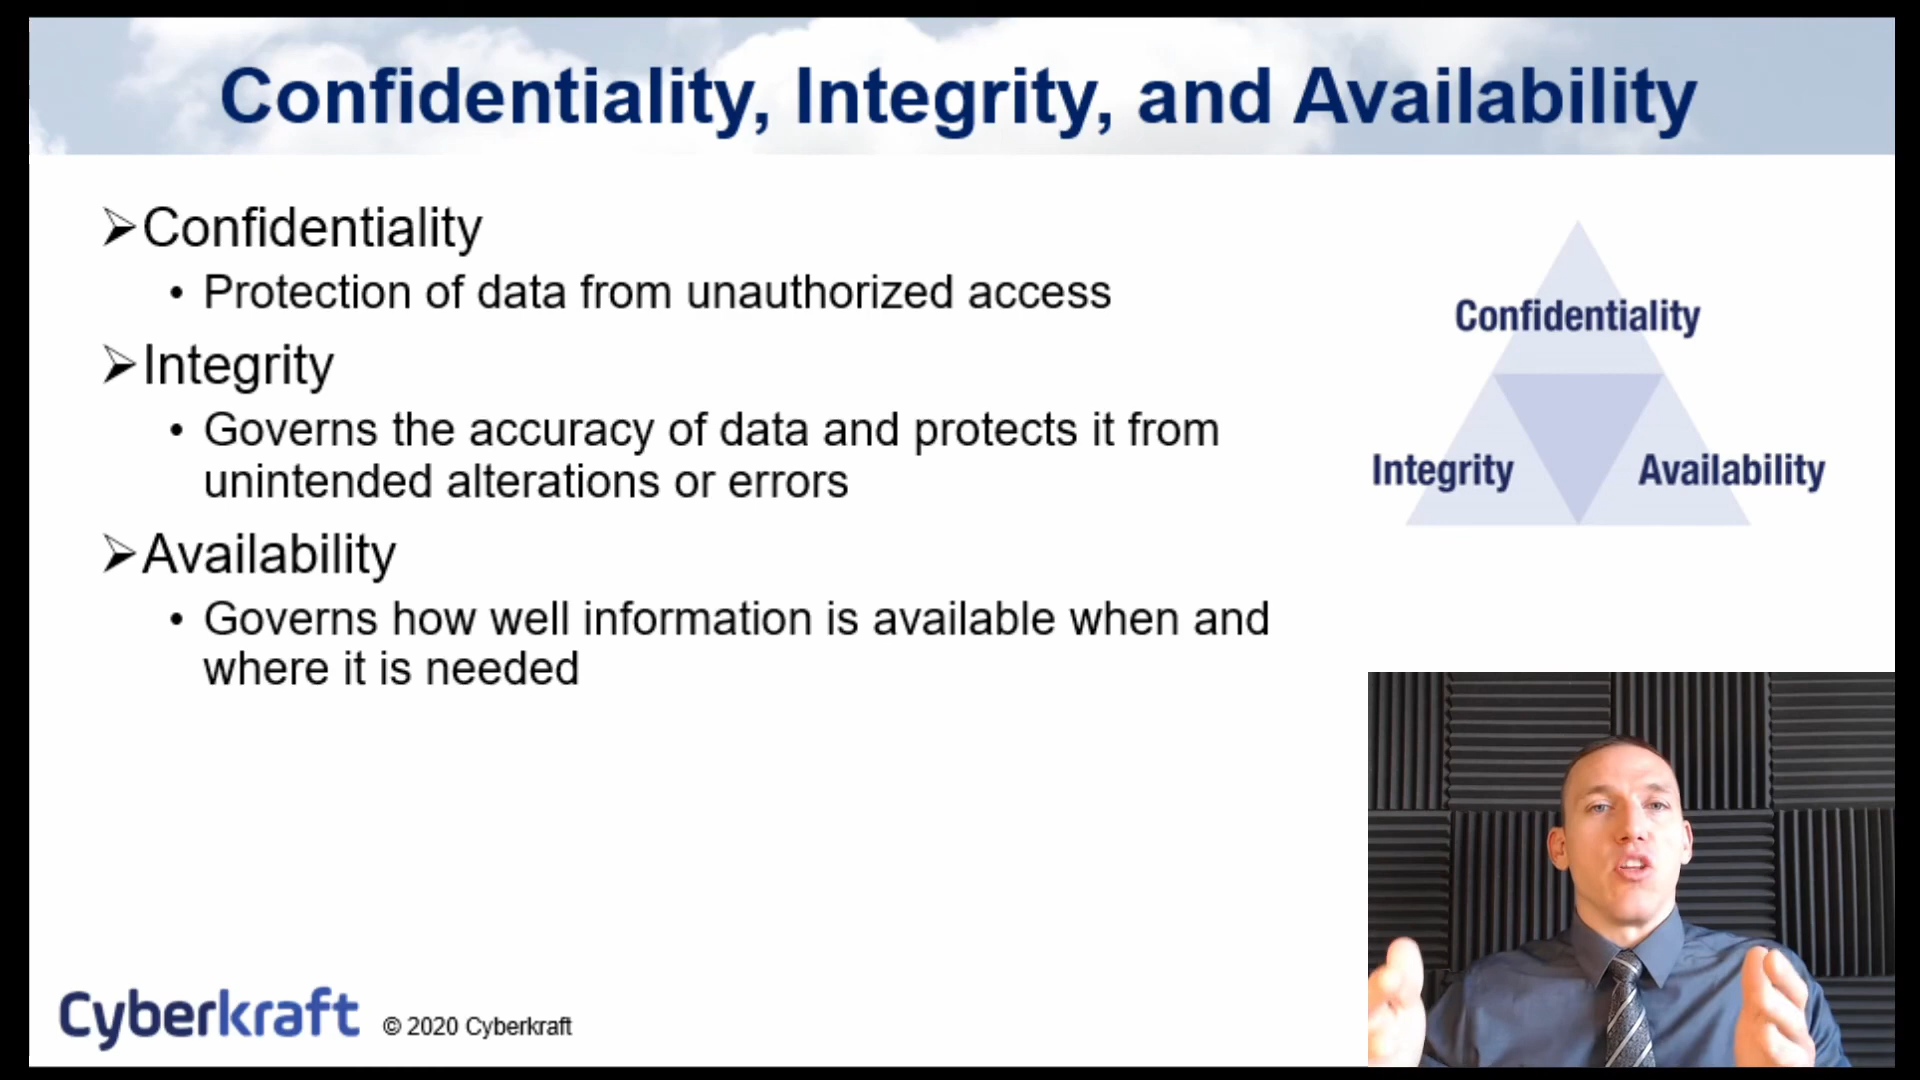 Confidentiality, Integrity, and Availability
➢Confidentiality
• Protection of data from unauthorized access
➢Integrity
• Governs the accuracy of data and protects it from
unintended alterations or errors
➢Availability
• Governs how well information is available when and
where it is needed
Confidentiality
Integrity
Availability
Cyberkraft
© 2020 Cyberkraft